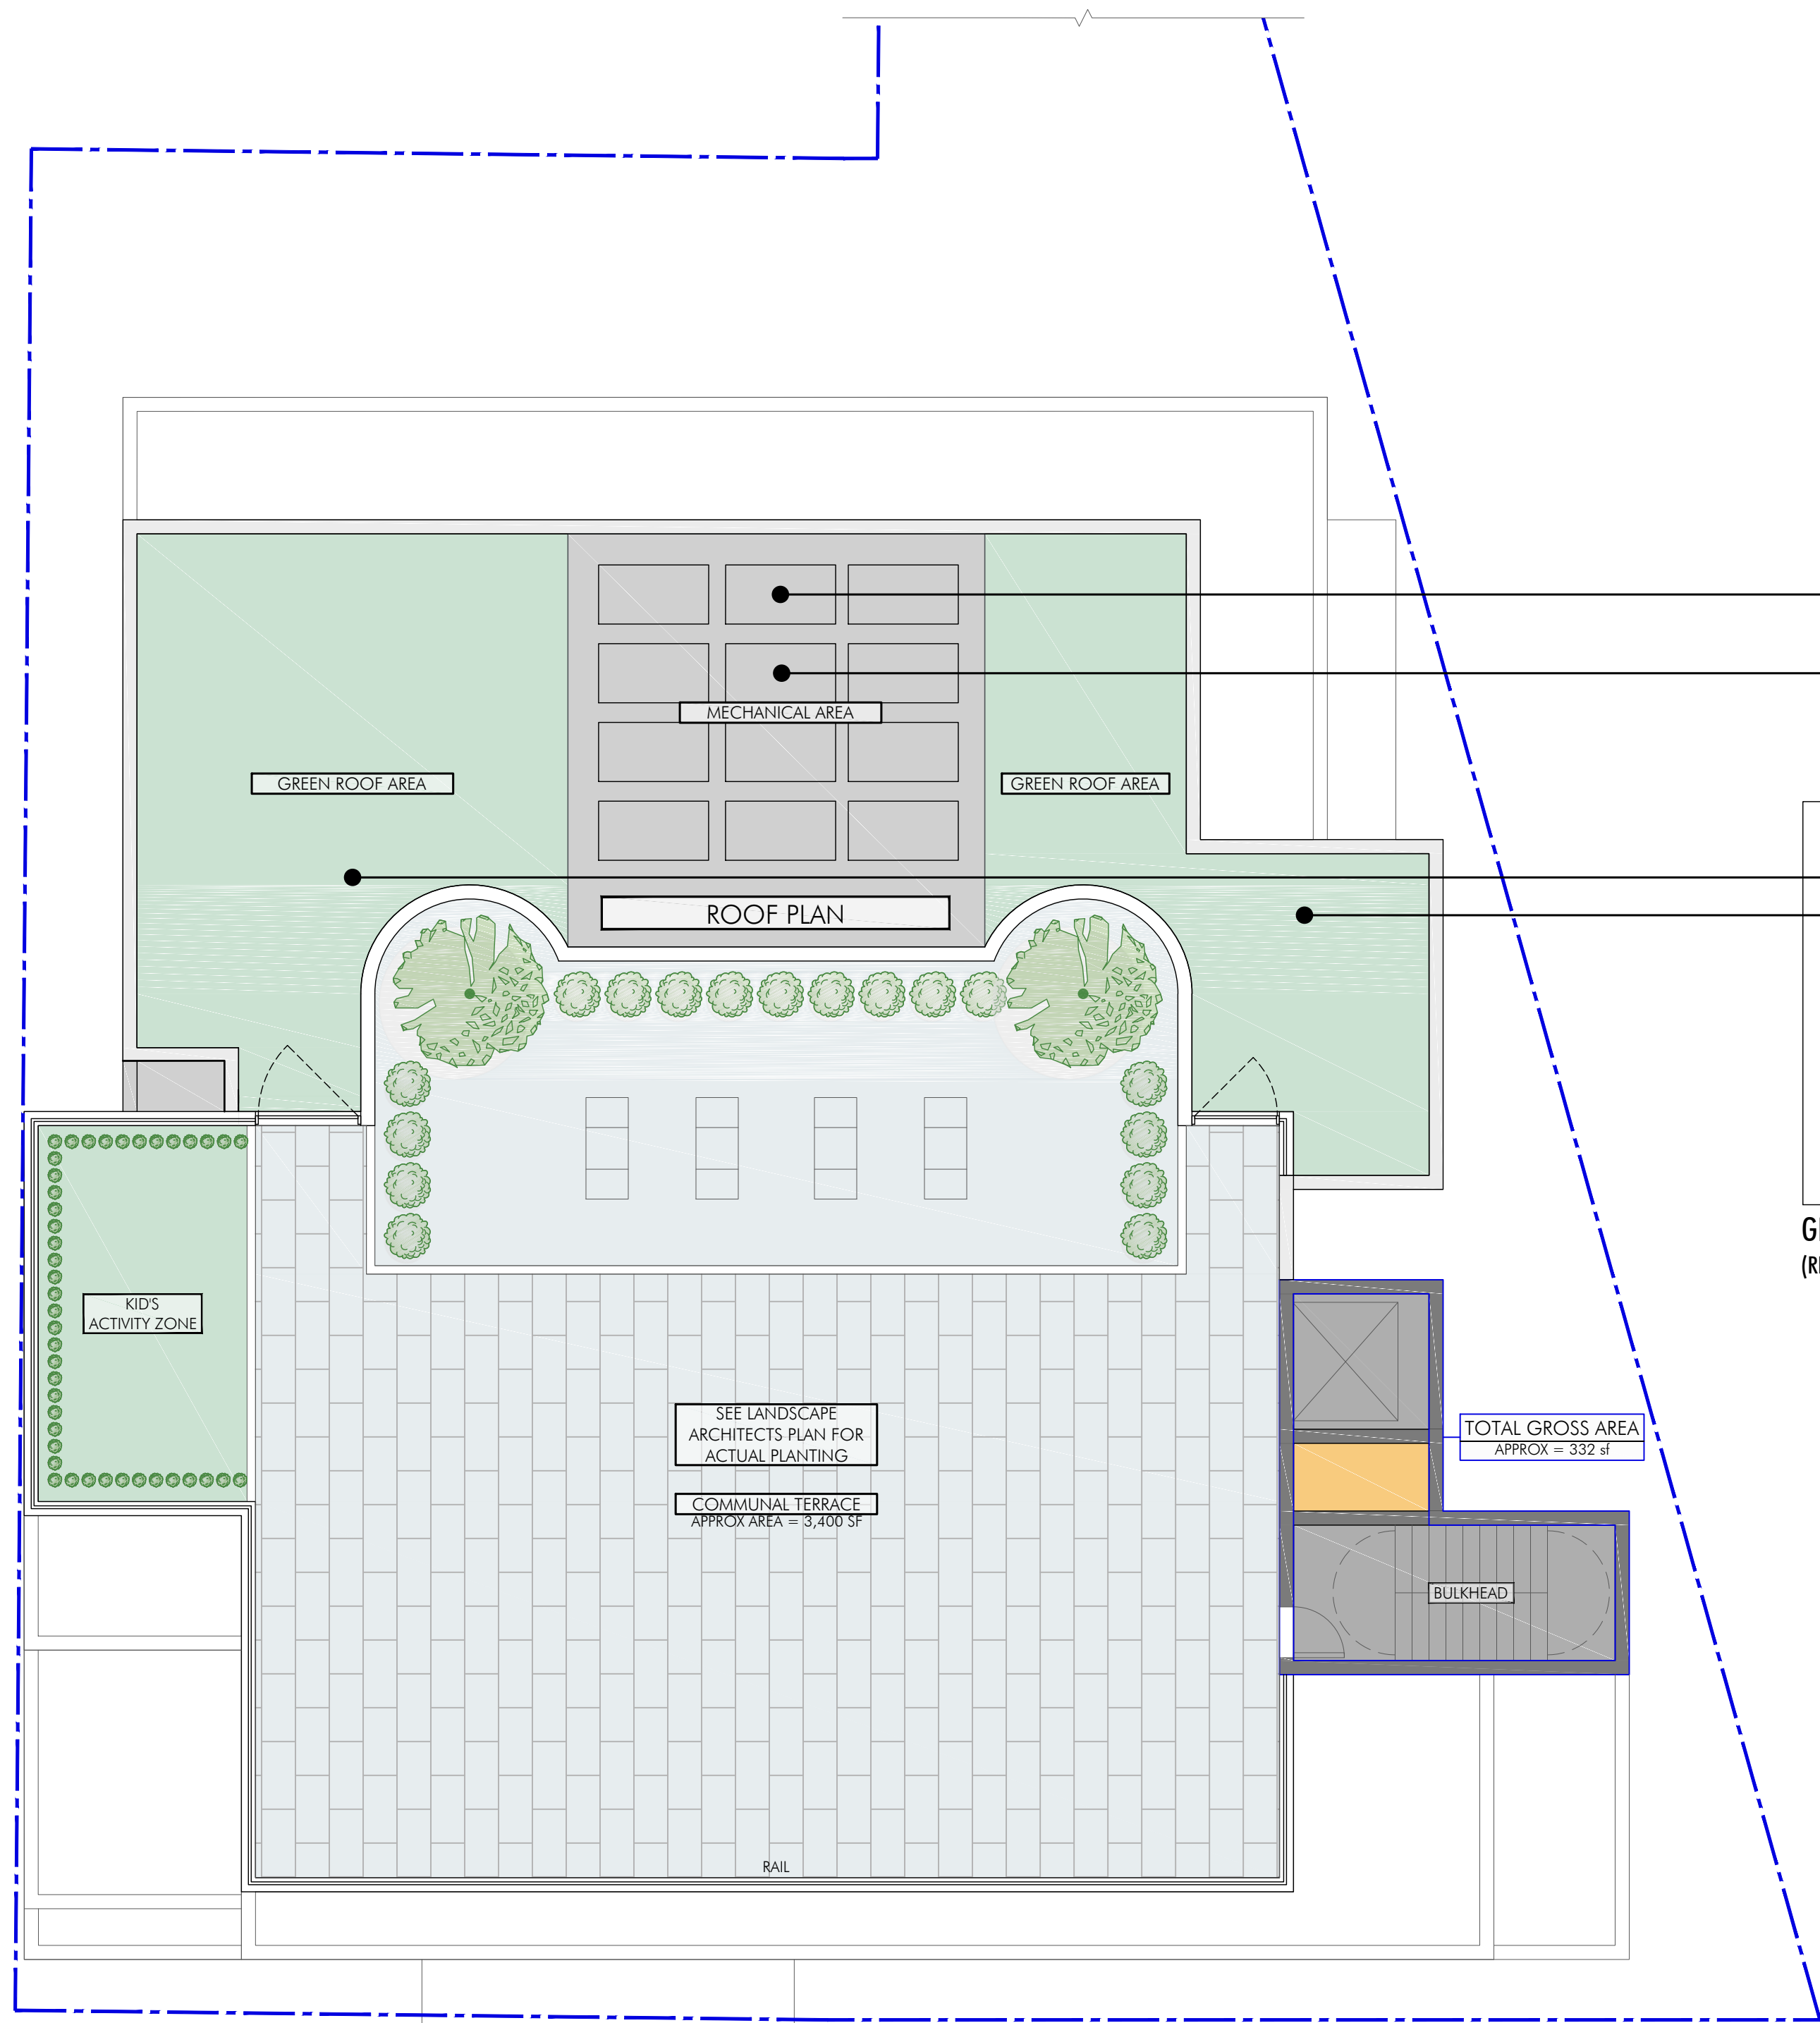 MECHANICAL AREA
GREEN ROOF AREA
GREEN ROOF AREA
ROOF PLAN
KID'S
ACTIVITY ZONE
SEE LANDSCAPE
ARCHITECTS PLAN FOR
ACTUAL PLANTING
COMMUNAL TERRACE
APPROX AREA = 3,400 SF
TOTAL GROSS AREA
APPROX = 332 sf
BULKHEAD
RAIL